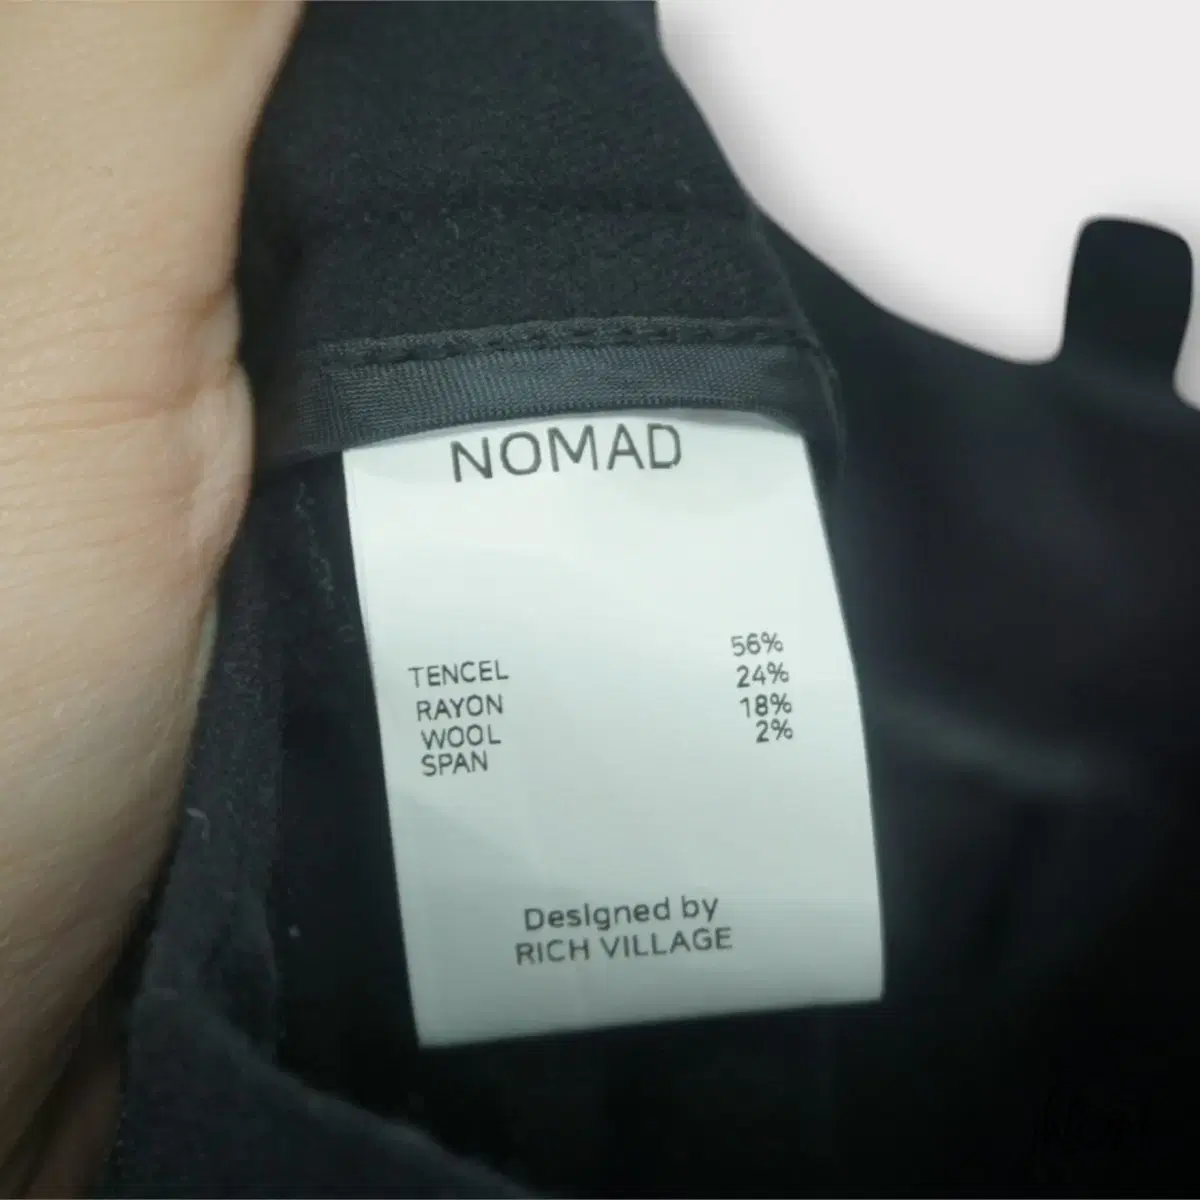 NOMAD
TENCEL 56%
RAYON 24%
WOOL 18%
SPAN 2%
Designed by
RICH VILLAGE